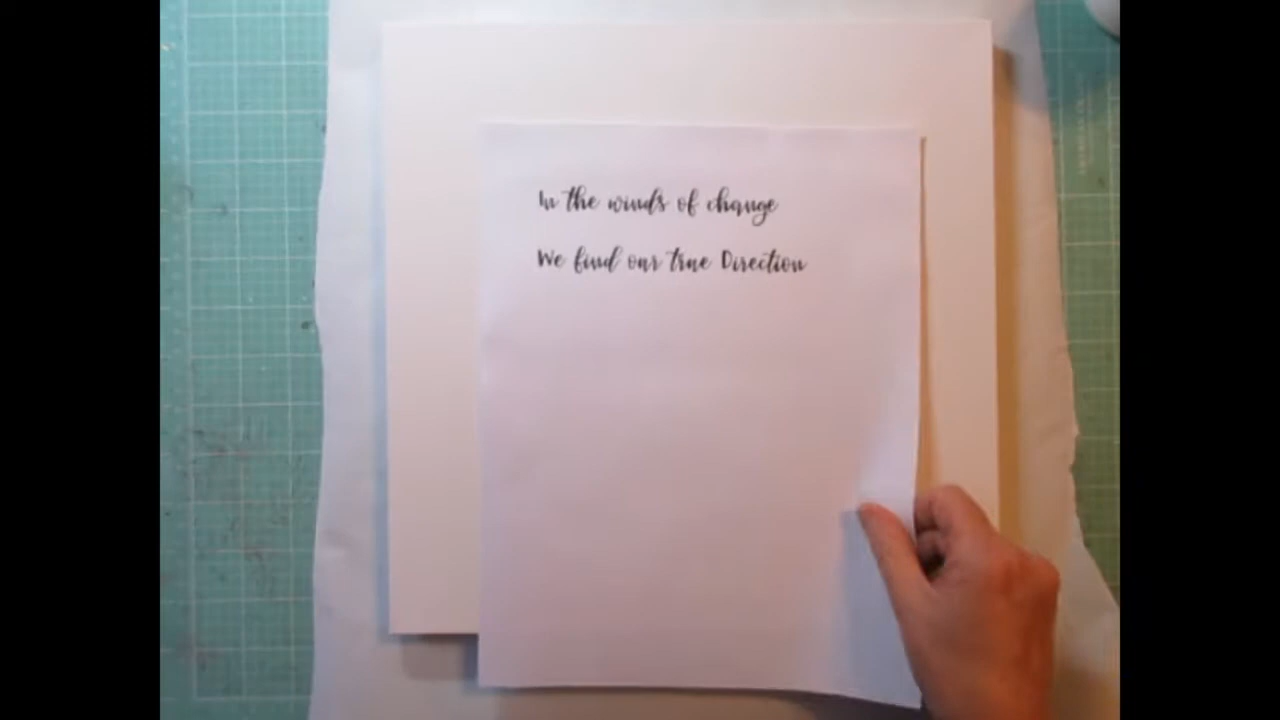 In the winds of change
We find our true Direction